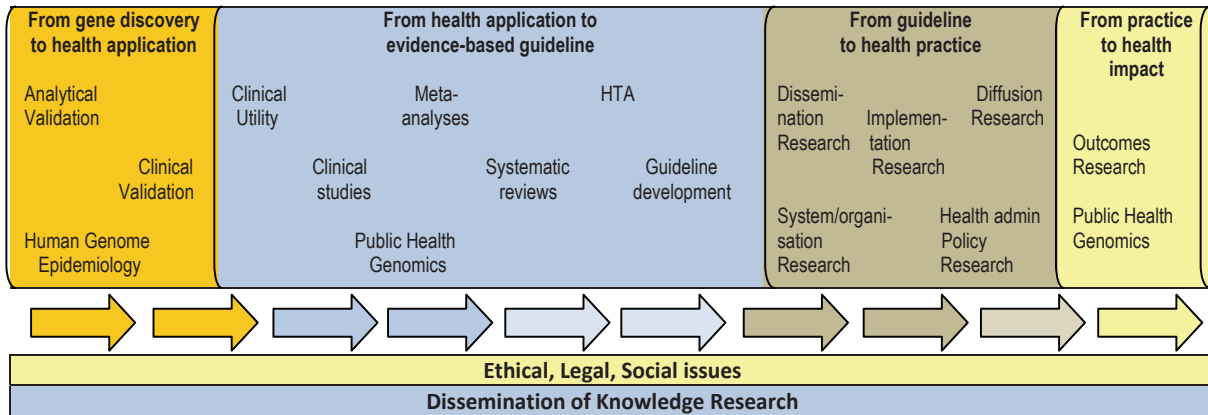 From gene discovery
to health application
Analytical
Validation
Clinical
Validation
Human Genome
Epidemiology
From health application to
evidence-based guideline
Clinical
Utility
Meta-
analyses
HTA
Clinical
studies
Systematic
reviews
Guideline
development
Public Health
Genomics
From guideline
to health practice
Dissemi-
nation
Research
Implemen-
tation
Research
Diffusion
Research
System/organi-
sation
Research
Health admin
Policy
Research
From practice
to health
impact
Outcomes
Research
Public Health
Genomics
Ethical, Legal, Social issues
Dissemination of Knowledge Research